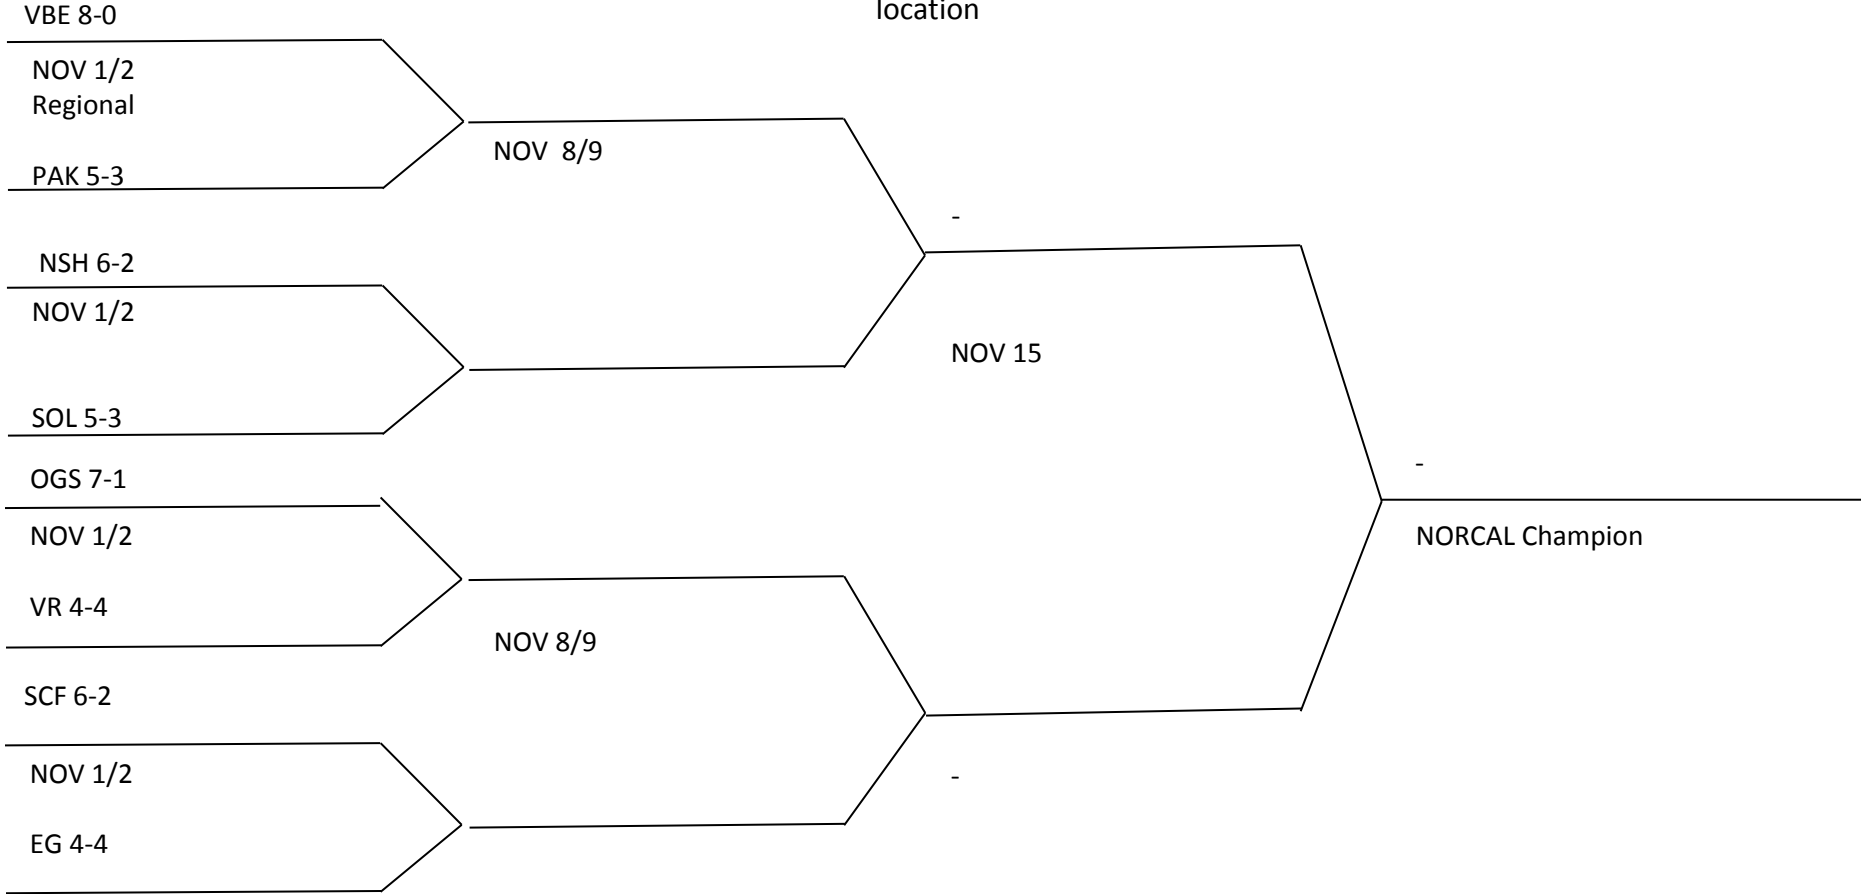 location
VBE 8-0
NOV 1/2
Regional
PAK 5-3
NSH 6-2
NOV 1/2
SOL 5-3
OGS 7-1
NOV 1/2
VR 4-4
SCF 6-2
NOV 1/2
EG 4-4
NOV 8/9
NOV 8/9
-
NOV 15
-
-
NORCAL Champion